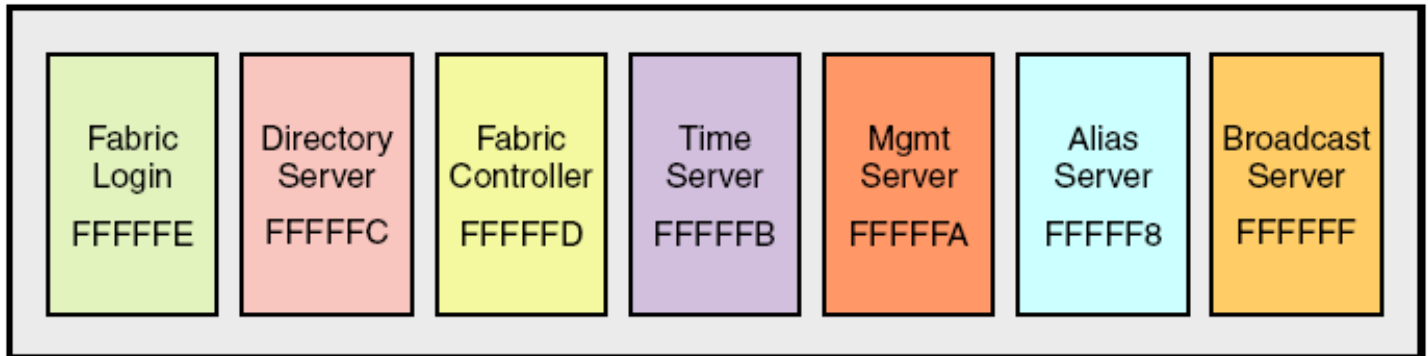 Fabric
Login
FFFFFE
Directory
Server
FFFFFC
Fabric
Controller
FFFFFD
Time
Server
FFFFFB
Mgmt
Server
FFFFFA
Alias
Server
FFFFF8
Broadcast
Server
FFFFFF